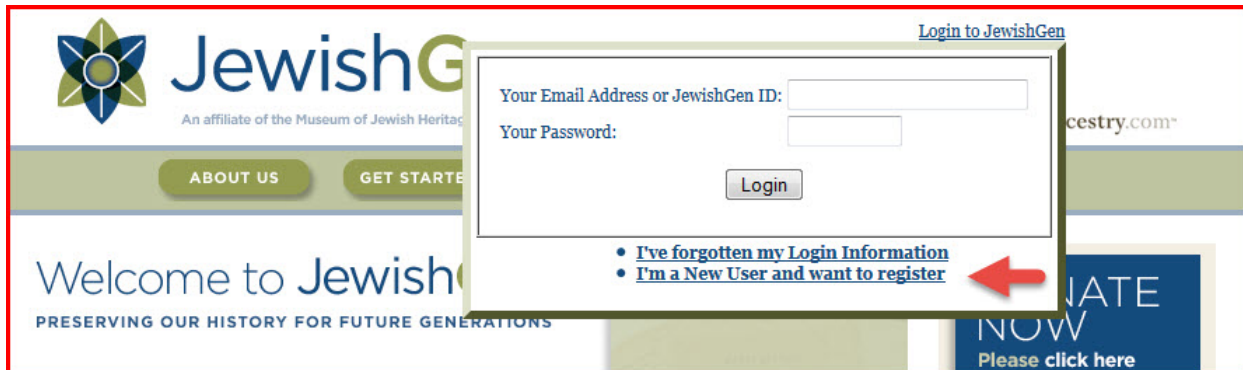 Login to JewishGen
JewishG
An affiliate of the Museum of Jewish Heritag
cestry.com
Your Email Address or JewishGen ID:
Your Password:
Login
ABOUT US
GET STARTE
• I've forgotten my Login Information
• I'm a New User and want to register
Welcome to Jewish
PRESERVING OUR HISTORY FOR FUTURE GENERATIONS
NATE
NOW
Please click here